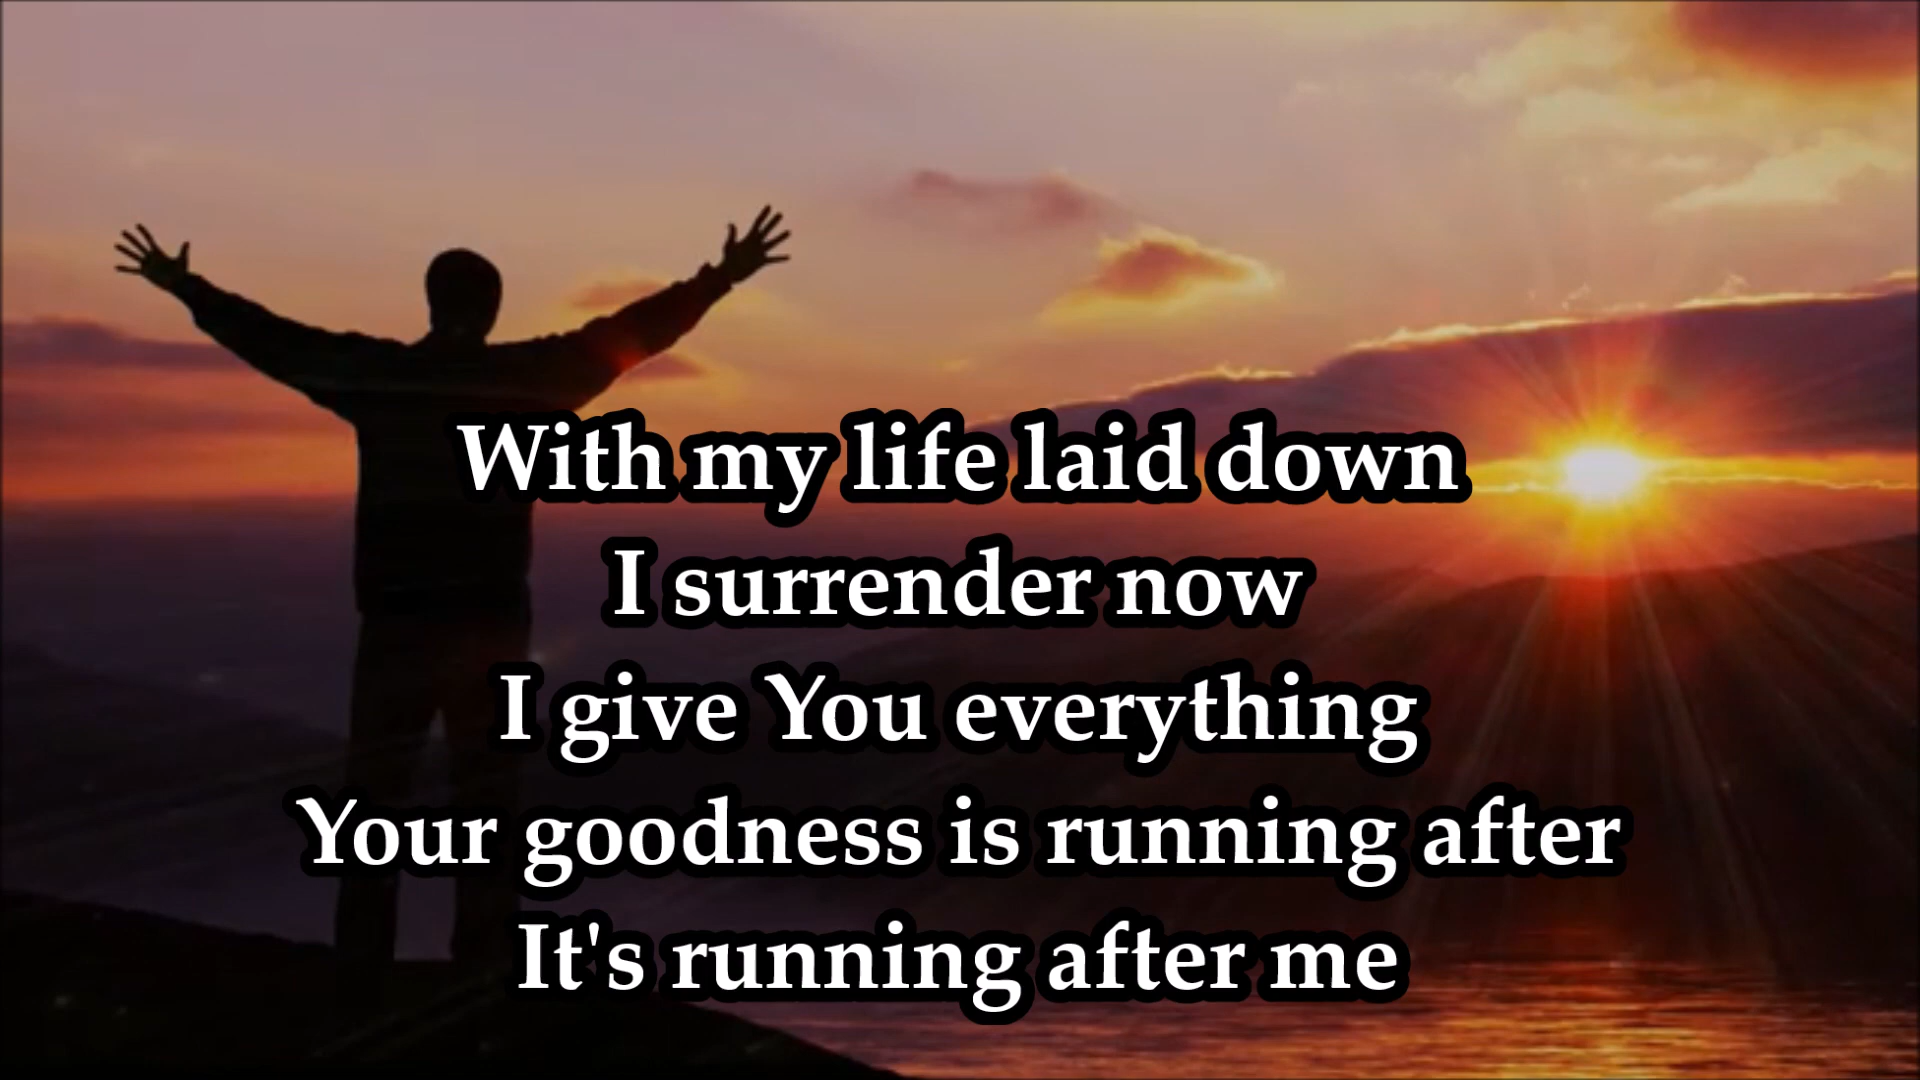 With my life laid down
I surrender now
I give You everything
Your goodness is running after
It's running after me